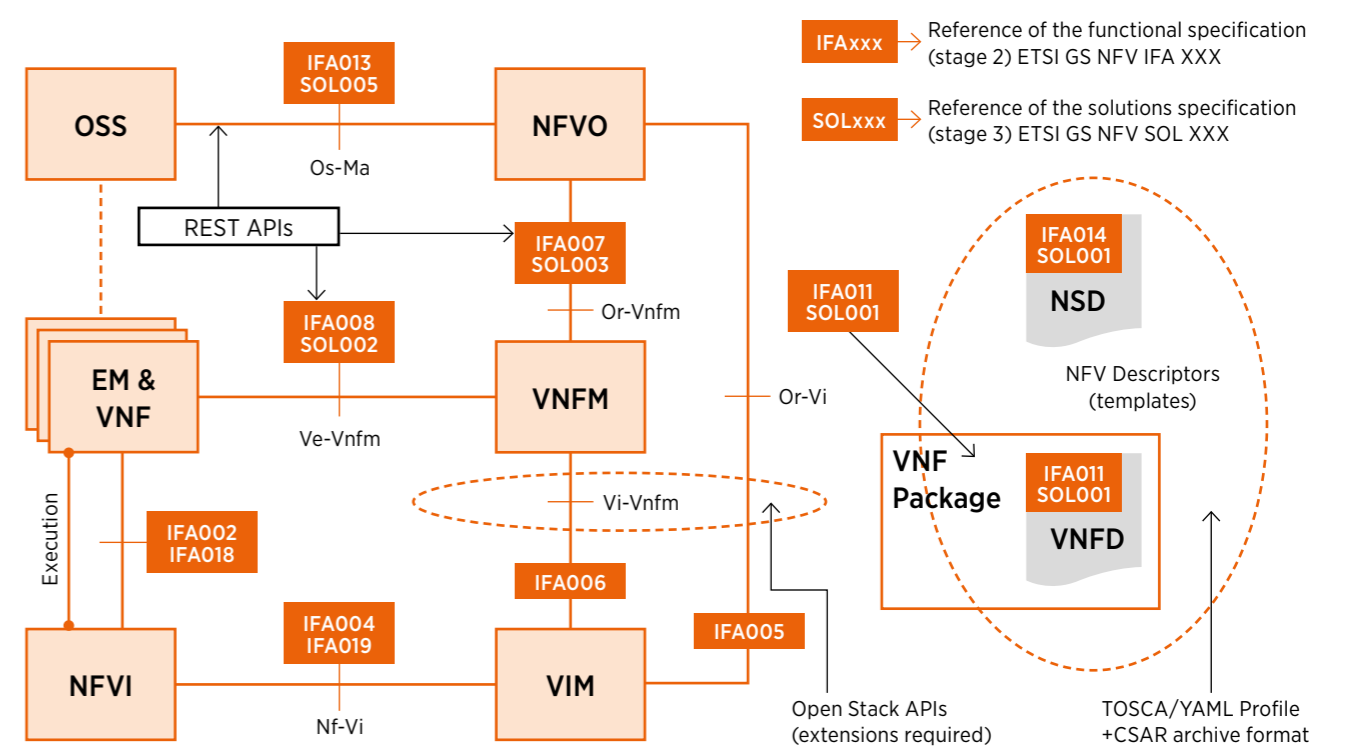 IFA013
SOL005
OSS
NFVO
Os-Ma
IFAxxx
Reference of the functional specification
(stage 2) ETSI GS NFV IFA XXX
SOLxxx
Reference of the solutions specification
(stage 3) ETSI GS NFV SOL XXX
REST APIs
IFA007
SOL003
Or-Vnfm
IFA008
SOL002
EM &
VNF
VNFM
Ve-Vnfm
Or-Vi
IFA011
SOL001
IFA014
SOL001
NSD
NFV Descriptors
(templates)
VNF
Package
IFA011
SOL001
VNFD
Vi-Vnfm
Execution
IFA002
IFA018
IFA006
IFA004
IFA019
IFA005
NFVI
VIM
Nf-Vi
Open Stack APIs
(extensions required)
TOSCA/YAML Profile
+CSAR archive format